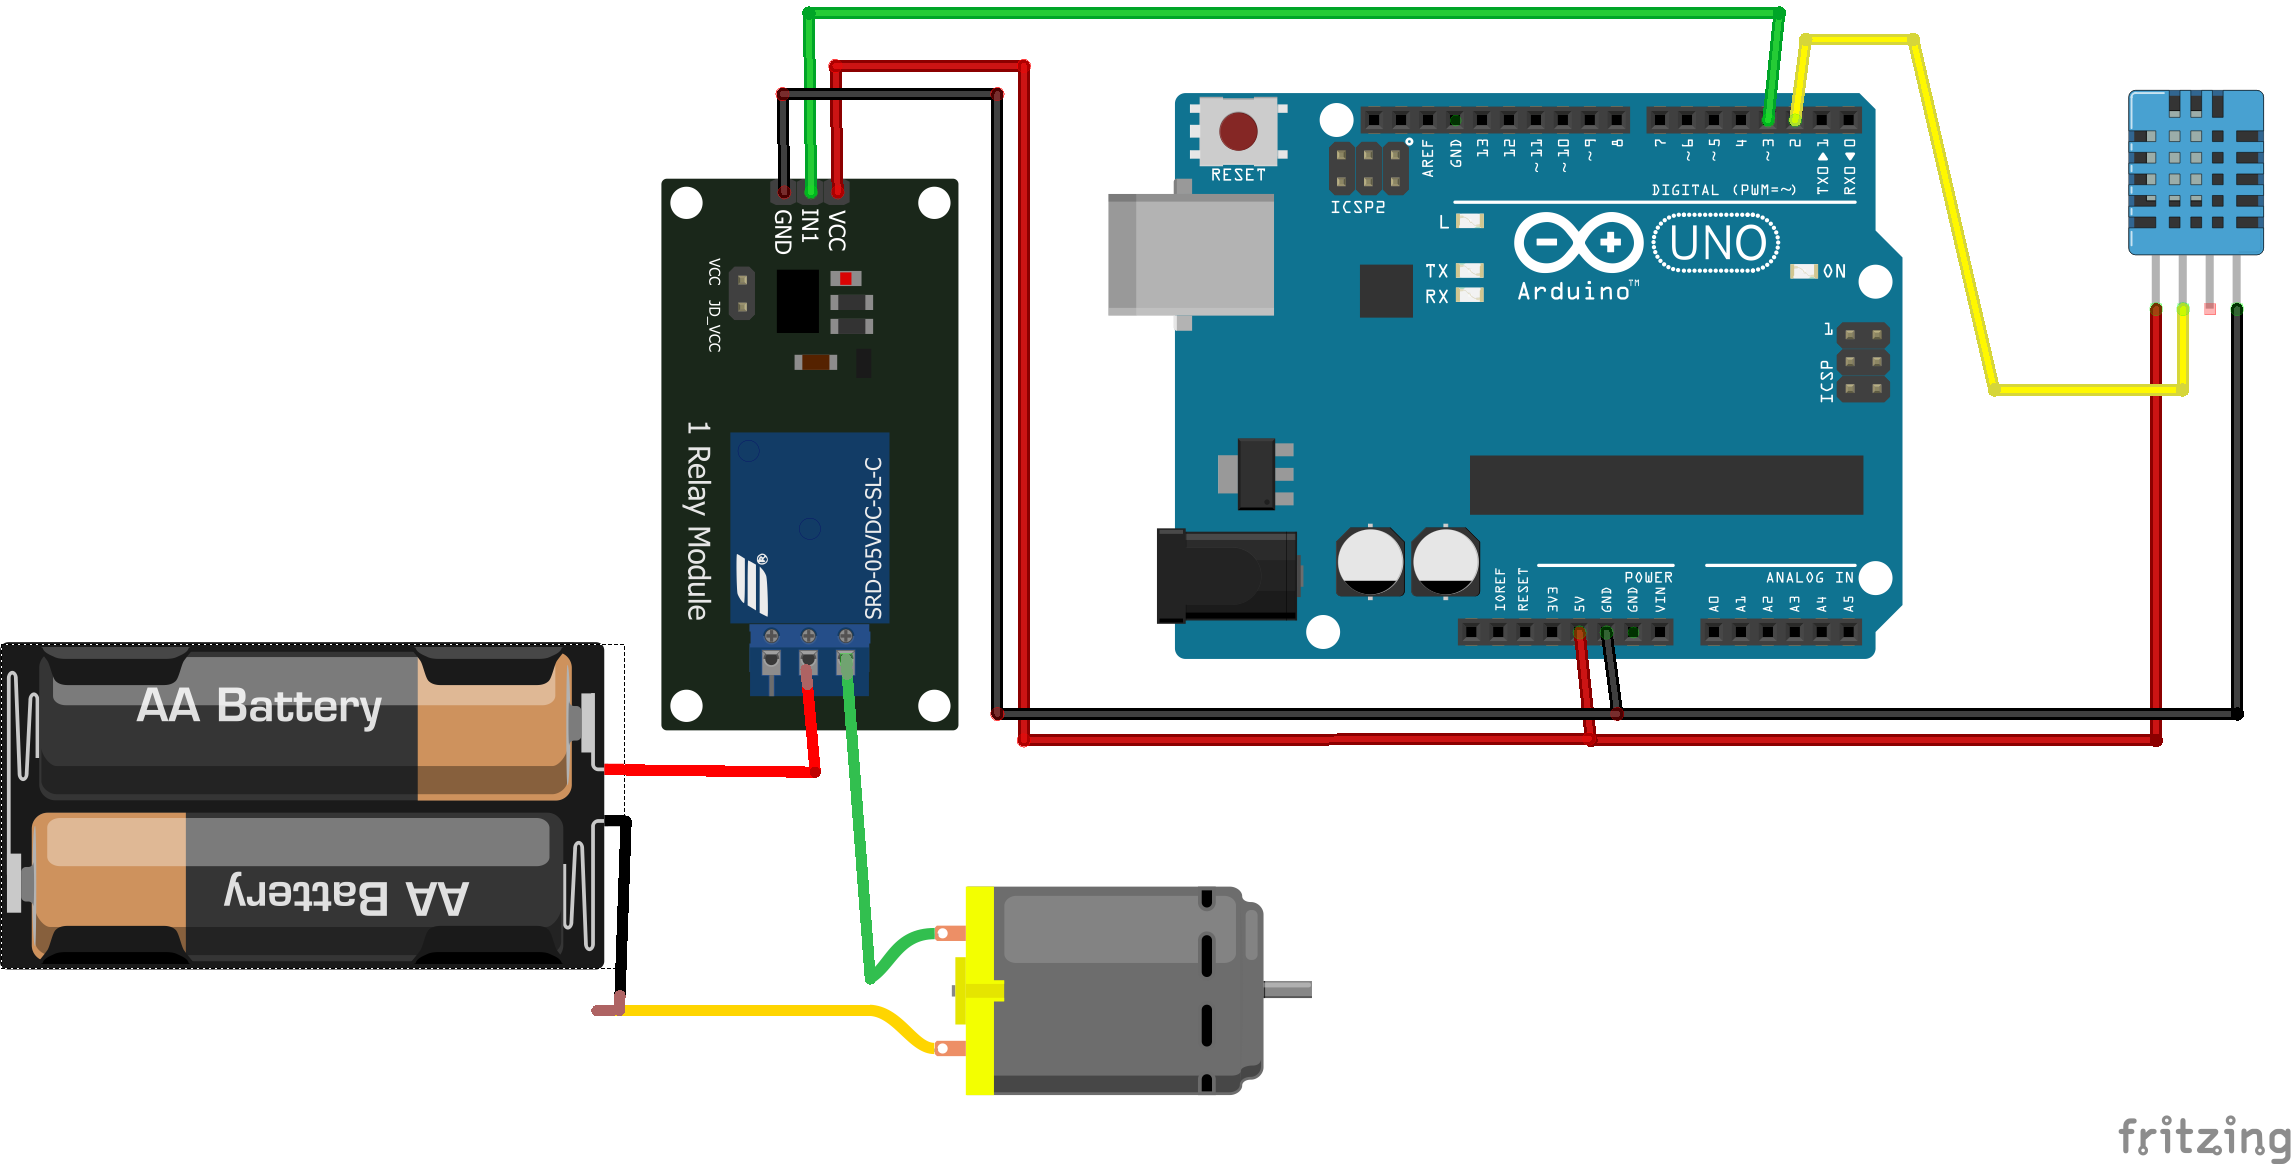 GND
IN1
VCC
VCC
JD_VCC
1 Relay Module
SRD-05VDC-SL-C
®
AA Battery
AA Battery
RESET
ICSP2
AREF
GND
13
12
~11
~10
~9
8
7
~6
~5
4
~3
2
TXD▶1
RXD◀0
DIGITAL (PWM=~)
L
TX
RX
UNO
Arduino™
ON
1
ICSP
IOREF
RESET
3V3
5V
GND
GND
VIN
POWER
ANALOG IN
A0
A1
A2
A3
A4
A5
fritzing